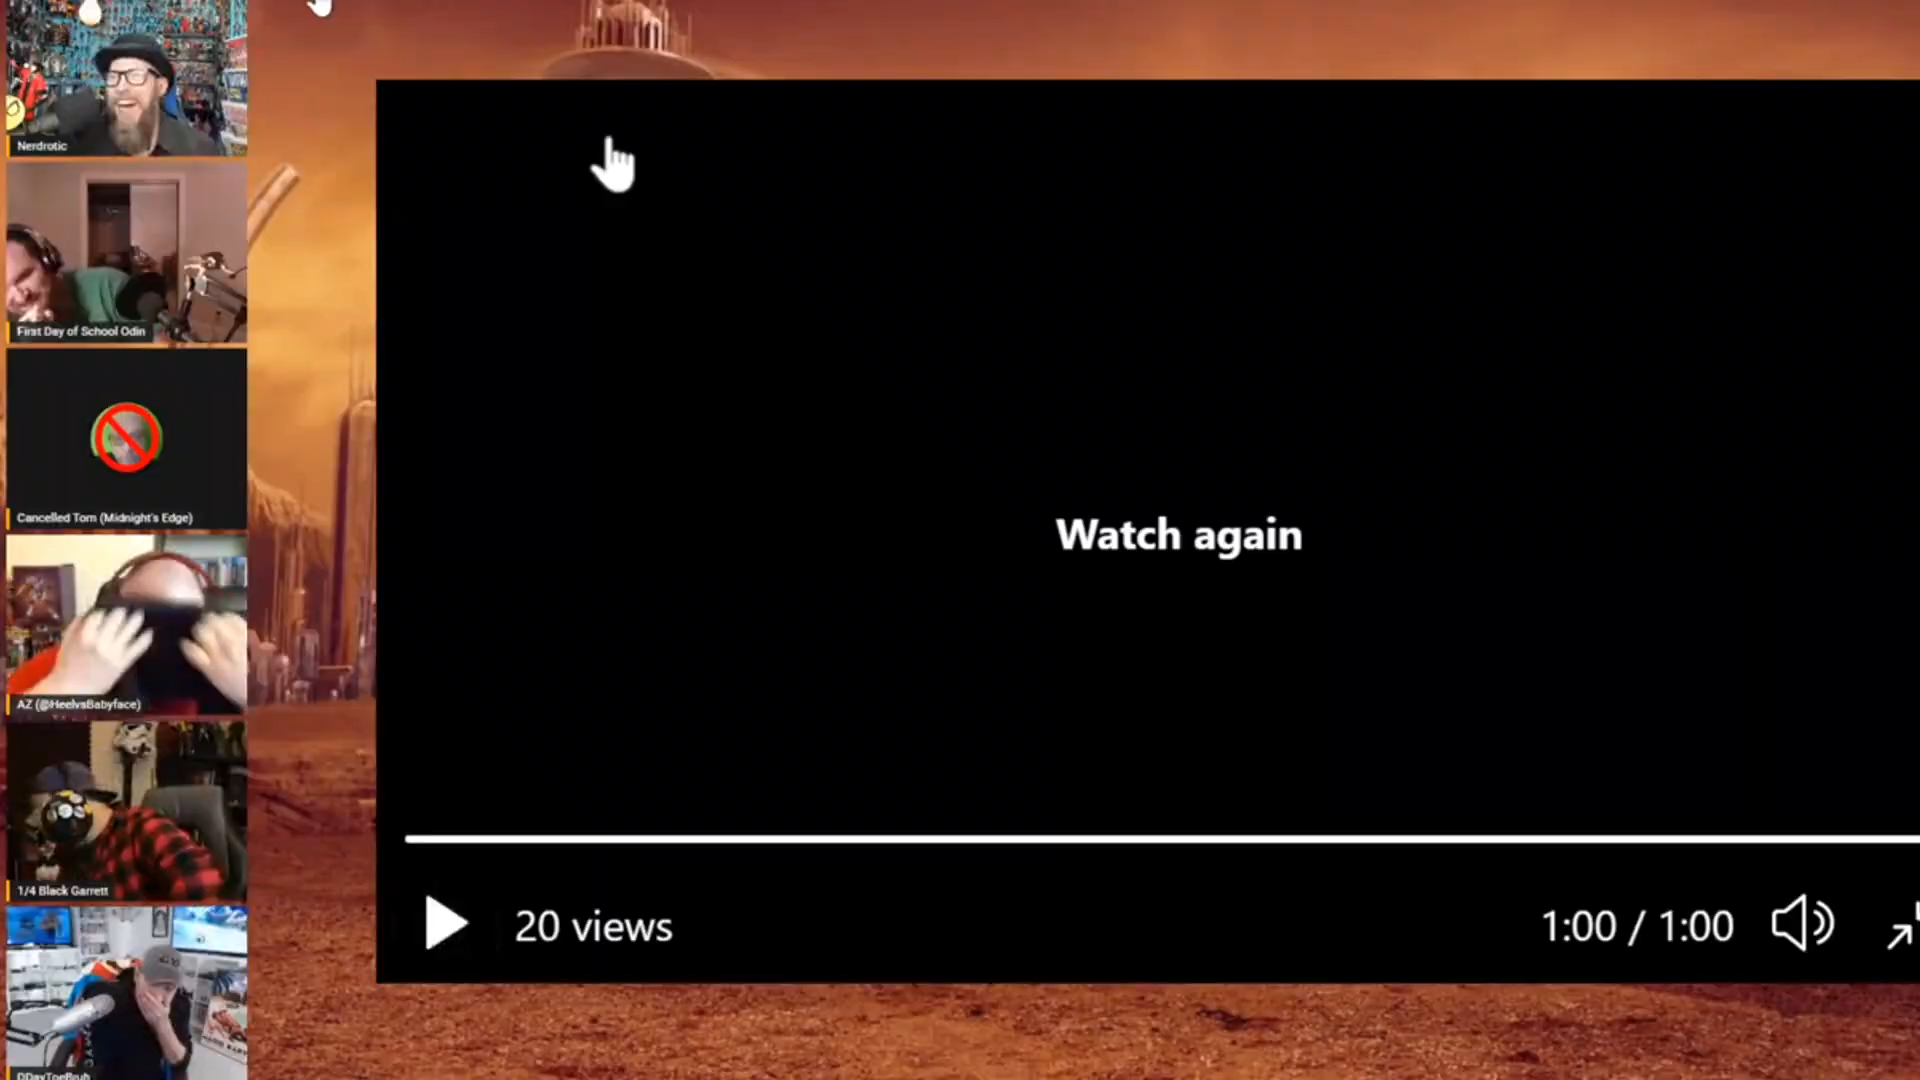 Nerdrotic
First Day of School Odin
Cancelled Tom (Midnight's Edge)
AZ (@HeelvsBabyface)
1/4 Black Garrett
DDayToeBruh
Watch again
20 views
1:00 / 1:00